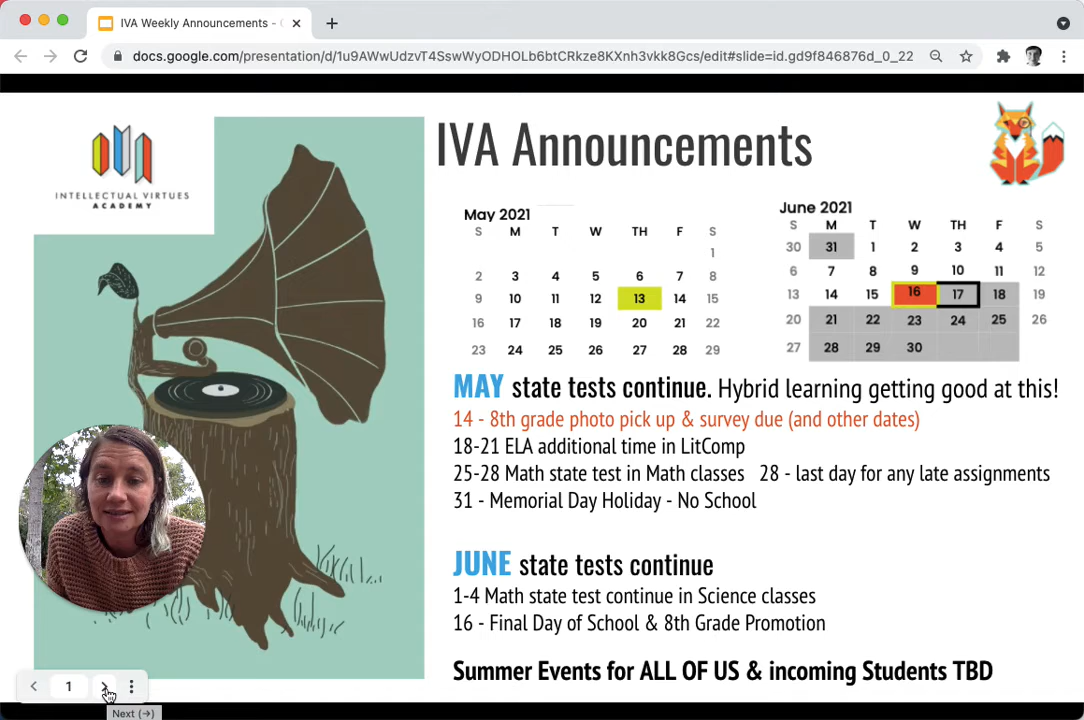 IVA Weekly Announcements - 
docs.google.com/presentation/d/1u9AWwUdzvT4SswWyODHOLb6btCRkze8KXnh3vkk8Gcs/edit#slide=id.gd9f846876d_0_22
INTELLECTUAL VIRTUES
ACADEMY
IVA Announcements
May 2021
S M T W TH F S
1
2 3 4 5 6 7 8
9 10 11 12 13 14 15
16 17 18 19 20 21 22
23 24 25 26 27 28 29
June 2021
S M T W TH F S
30 31 1 2 3 4 5
6 7 8 9 10 11 12
13 14 15 16 17 18 19
20 21 22 23 24 25 26
27 28 29 30
MAY state tests continue. Hybrid learning getting good at this!
14 - 8th grade photo pick up & survey due (and other dates)
18-21 ELA additional time in LitComp
25-28 Math state test in Math classes 28 - last day for any late assignments
31 - Memorial Day Holiday - No School
JUNE state tests continue
1-4 Math state test continue in Science classes
16 - Final Day of School & 8th Grade Promotion
Summer Events for ALL OF US & incoming Students TBD
1
Next (→)